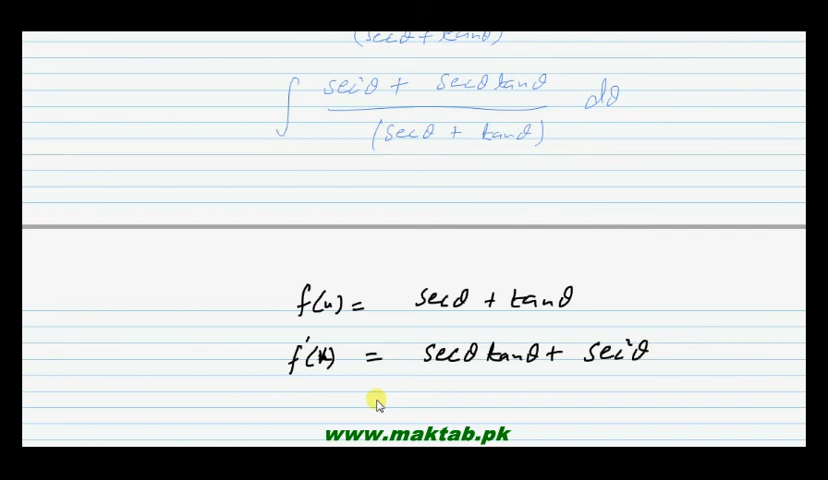 (secθ + tanθ)
∫ sec²θ + secθ tanθ / (secθ + tanθ) dθ
f(x) = secθ + tanθ
f'(x) = secθ tanθ + sec²θ
www.maktab.pk